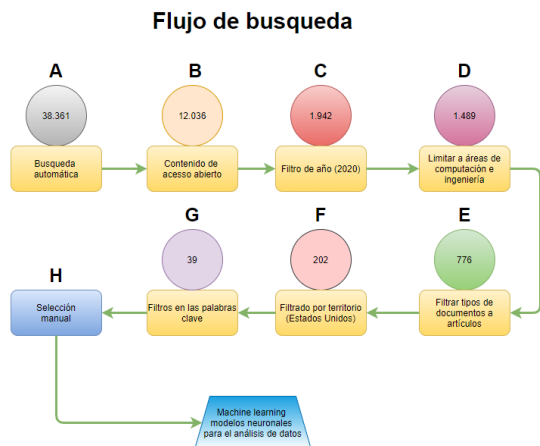 Flujo de busqueda
A
B
C
D
38.361
12.036
1.942
1.489
Busqueda
automática
Contenido de
acceso abierto
Filtro de año (2020)
Limitar a áreas de
computación e
ingeniería
H
G
F
E
39
202
776
Selección
manual
Filtros en las palabras
clave
Filtrado por territorio
(Estados Unidos)
Filtrar tipos de
documentos a
artículos
Machine learning
modelos neuronales
para el análisis de datos